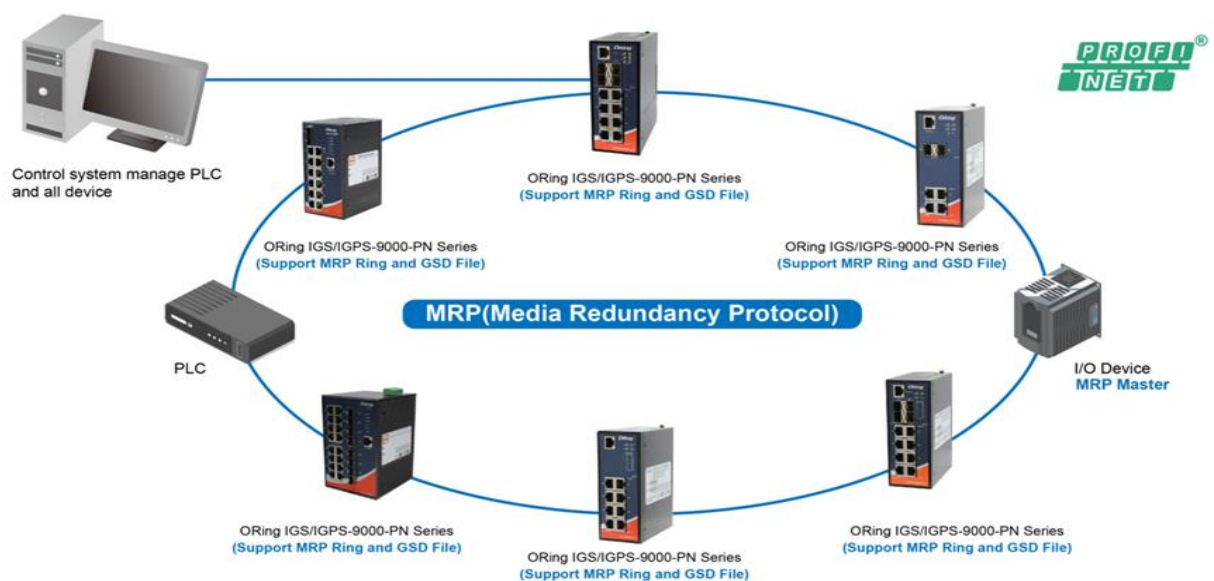 PROFI
NET®
Control system manage PLC
and all device
ORing IGS/IGPS-9000-PN Series
(Support MRP Ring and GSD File)
ORing IGS/IGPS-9000-PN Series
(Support MRP Ring and GSD File)
ORing IGS/IGPS-9000-PN Series
(Support MRP Ring and GSD File)
MRP(Media Redundancy Protocol)
PLC
I/O Device
MRP Master
ORing IGS/IGPS-9000-PN Series
(Support MRP Ring and GSD File)
ORing IGS/IGPS-9000-PN Series
(Support MRP Ring and GSD File)
ORing IGS/IGPS-9000-PN Series
(Support MRP Ring and GSD File)